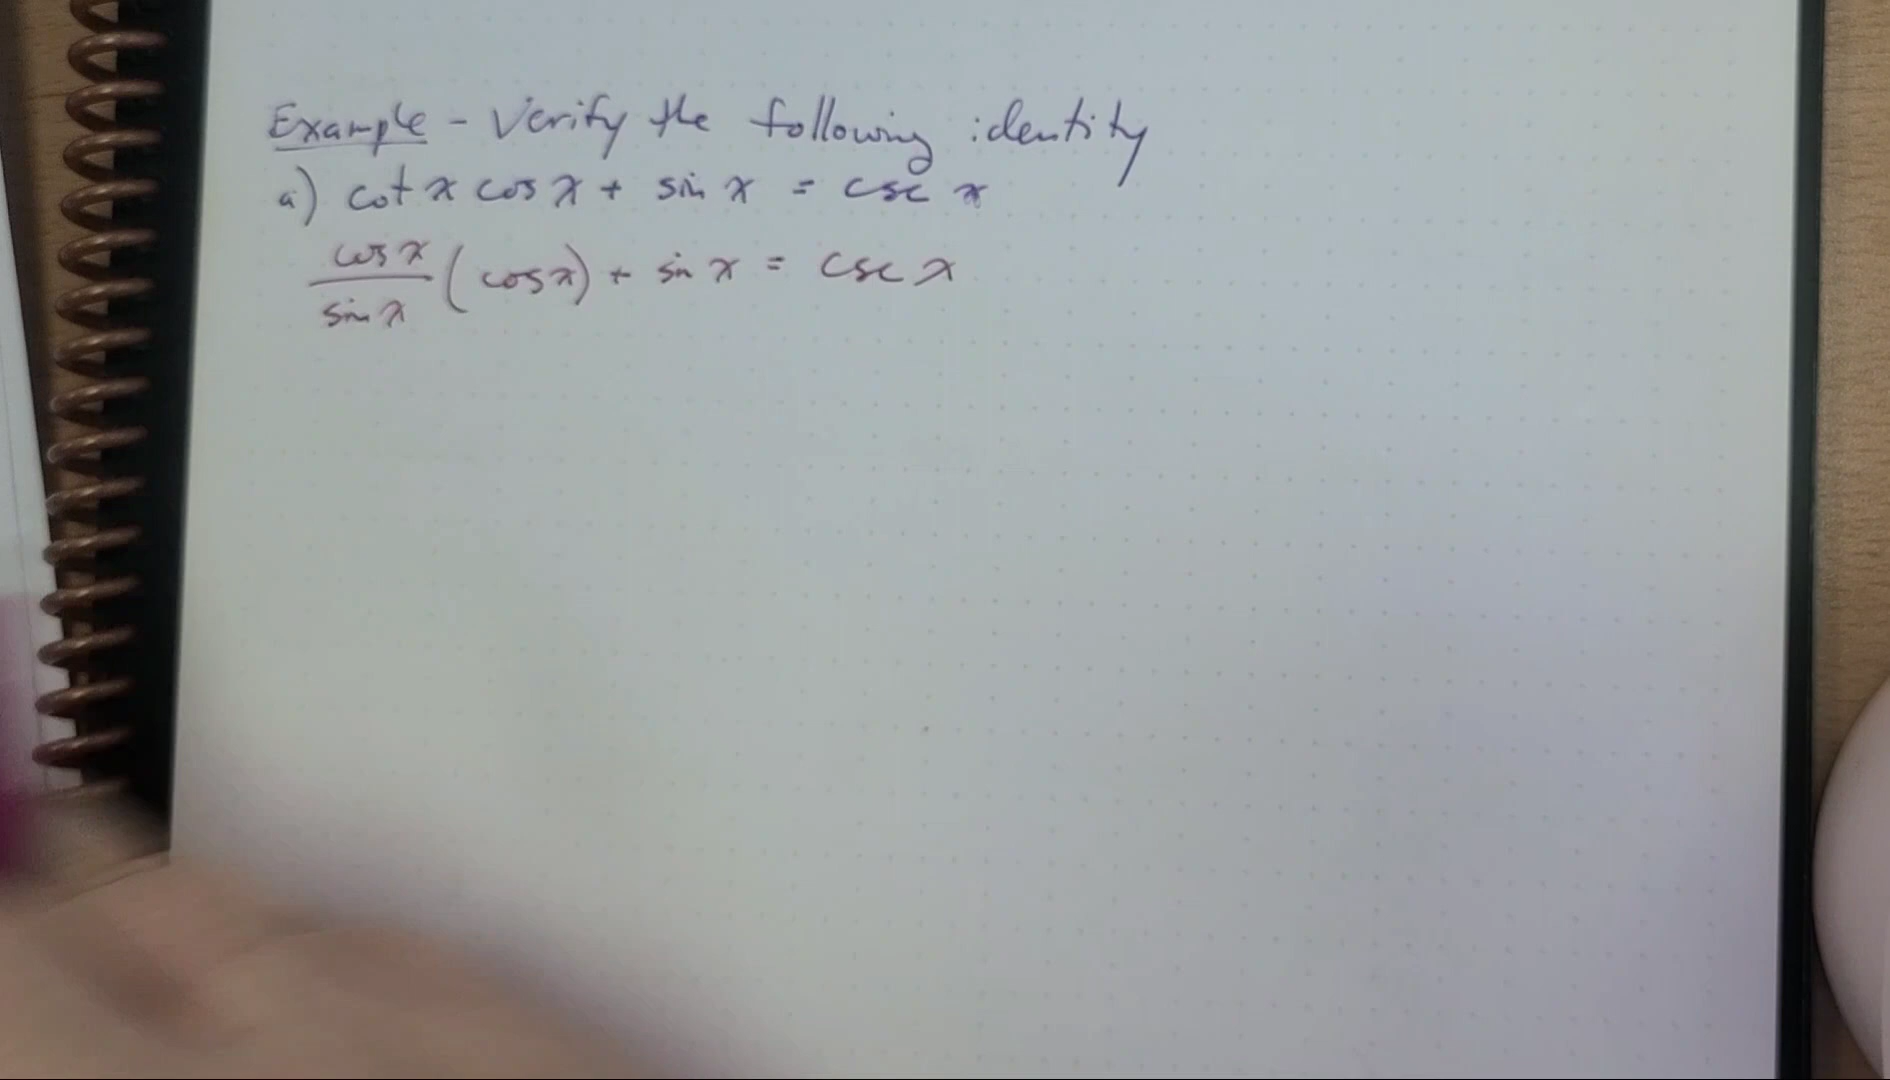 Example - Verify the following identity
a) cot x cos x + sin x = csc x
cos x / sin x (cos x) + sin x = csc x